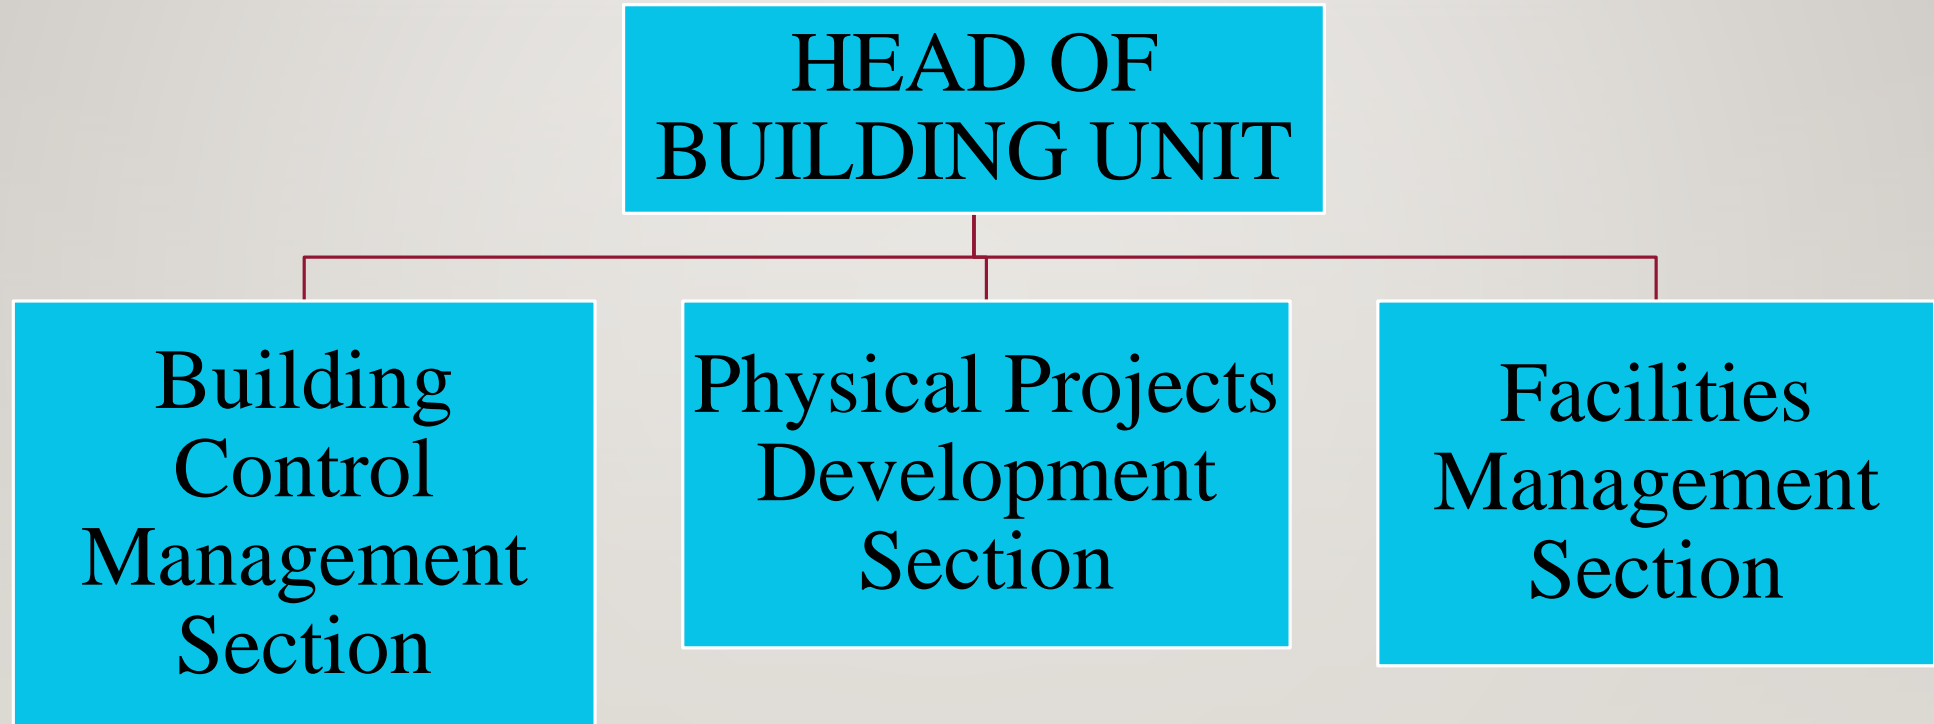 HEAD OF
BUILDING UNIT
Building
Control
Management
Section
Physical Projects
Development
Section
Facilities
Management
Section